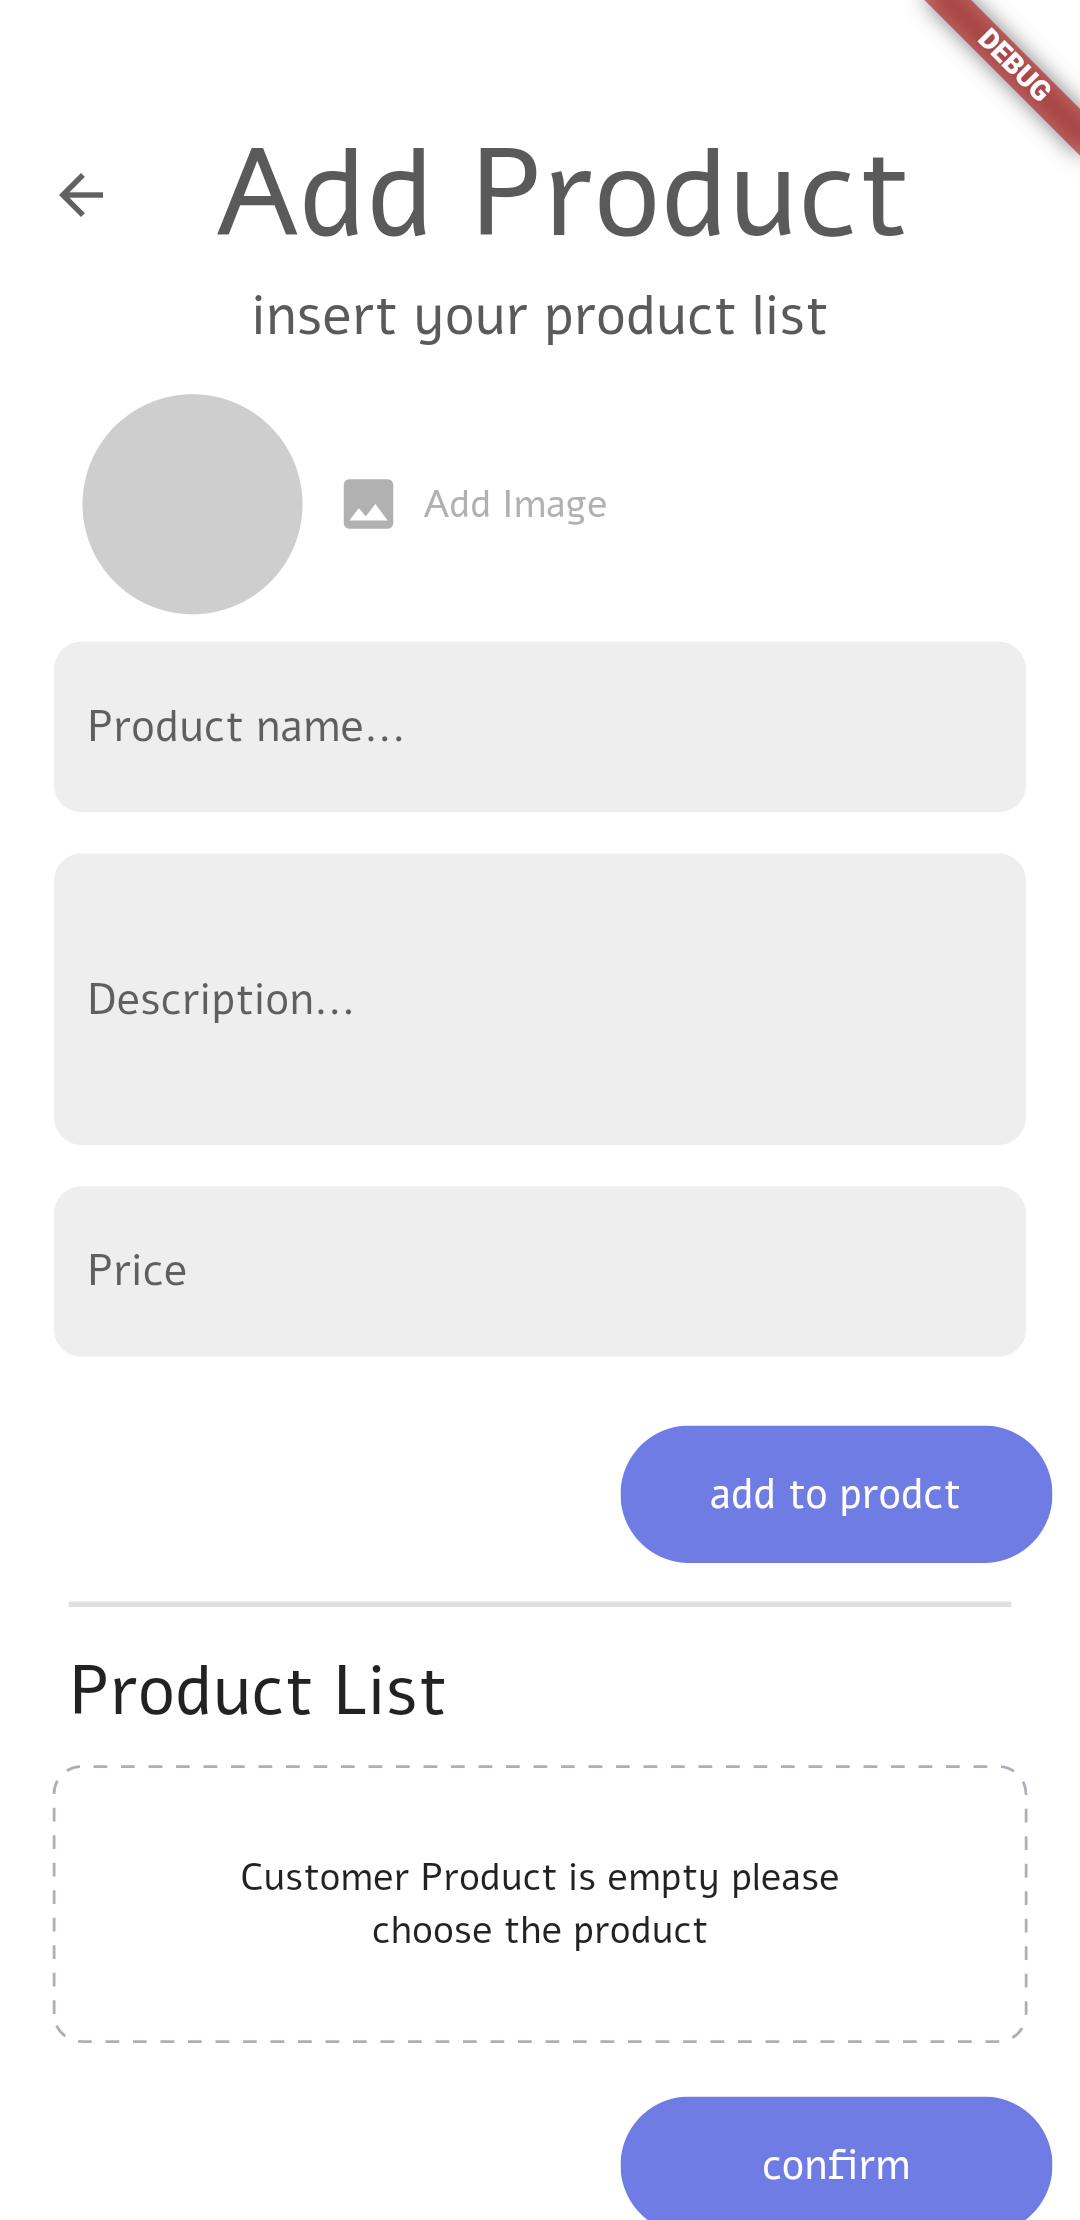 DEBUG
Add Product
insert your product list
Add Image
Product name...
Description...
Price
add to prodct
Product List
Customer Product is empty please
choose the product
confirm